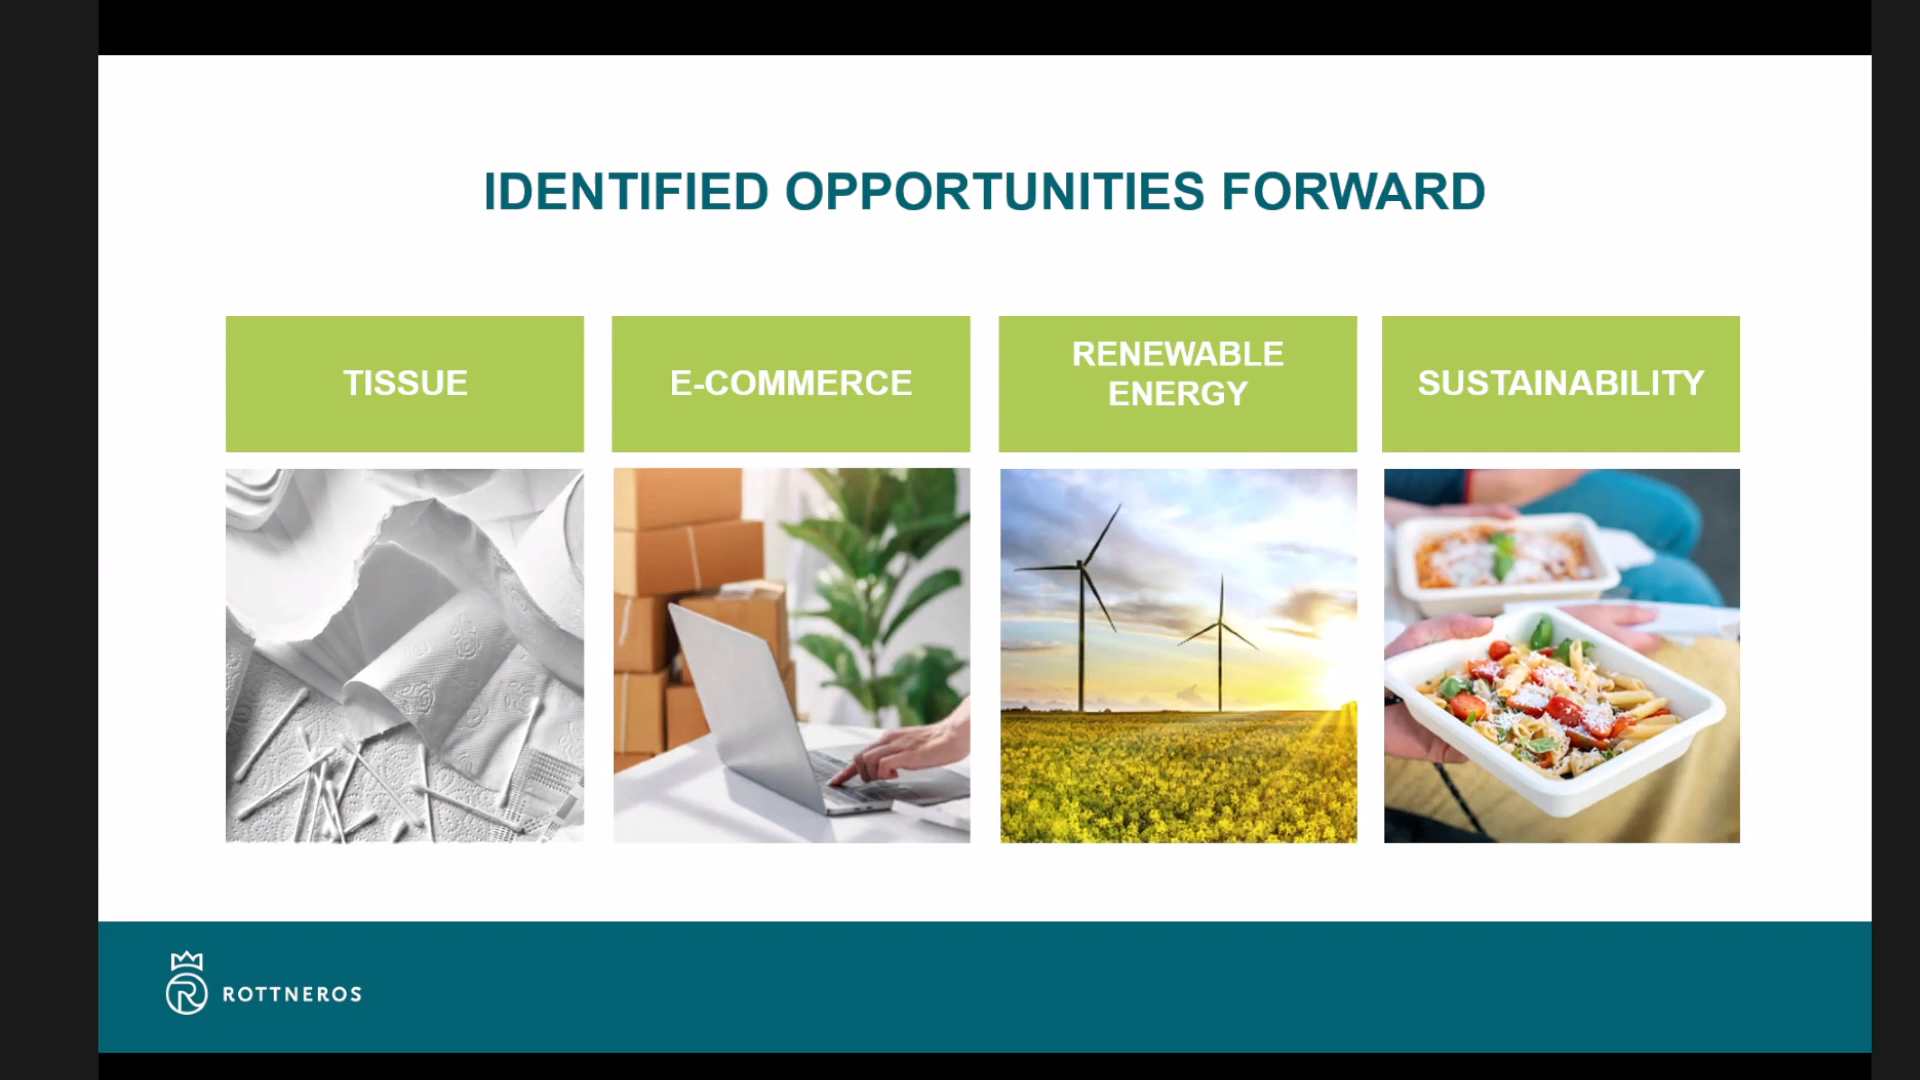 IDENTIFIED OPPORTUNITIES FORWARD
TISSUE
E-COMMERCE
RENEWABLE
ENERGY
SUSTAINABILITY
ROTTNEROS